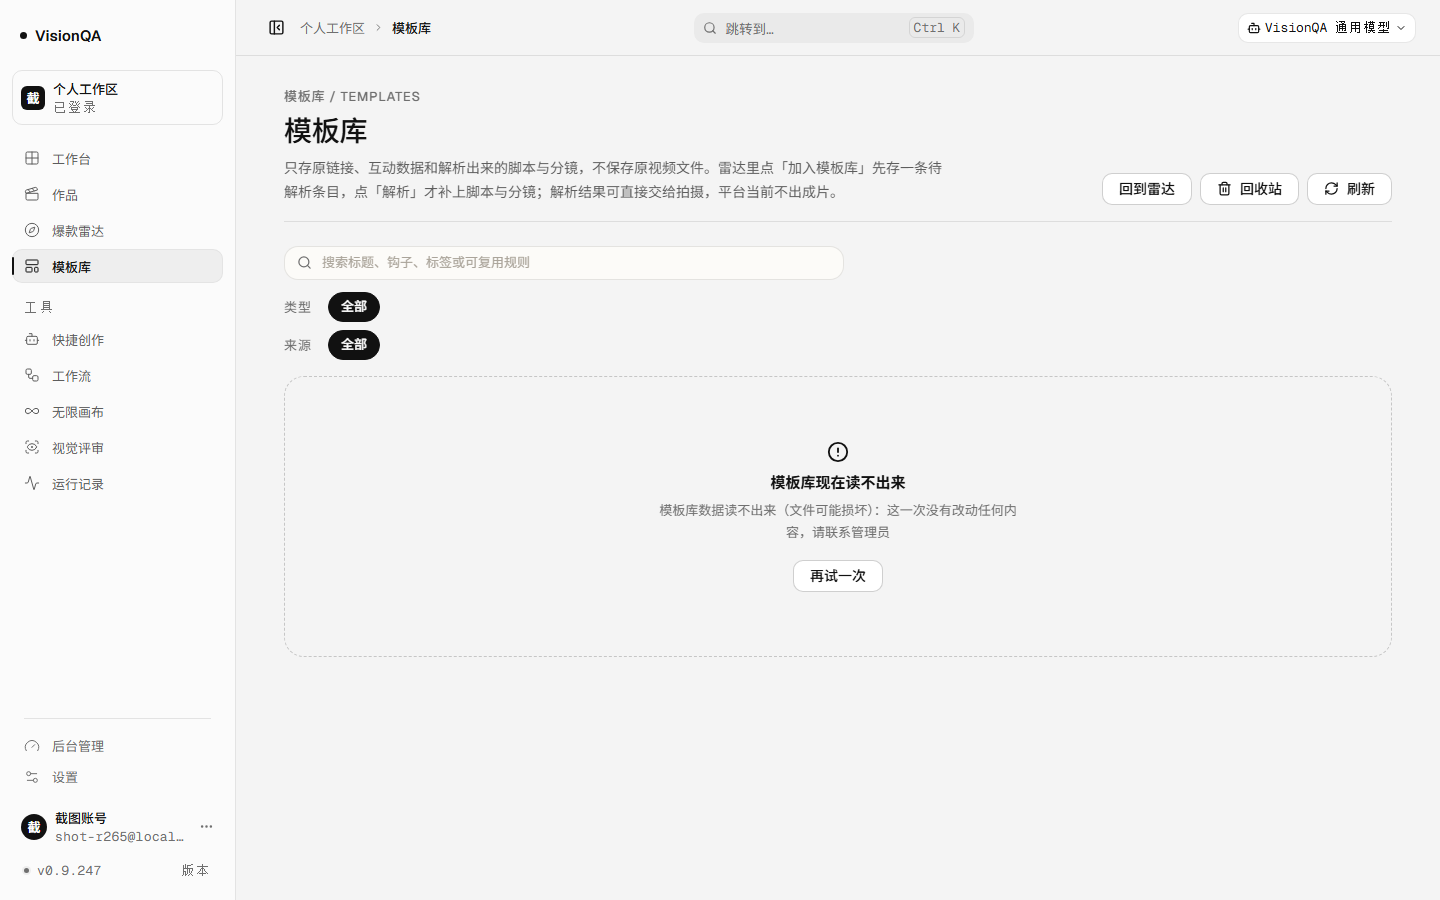 VisionQA
截
个人工作区
已登录
工作台
作品
爆款雷达
模板库
工具
快捷创作
工作流
无限画布
视觉评审
运行记录
后台管理
设置
截
截图账号
shot-r265@local…
v0.9.247
版本
个人工作区
模板库
跳转到…
Ctrl K
VisionQA 通用模型
模板库 / TEMPLATES
模板库
只存原链接、互动数据和解析出来的脚本与分镜，不保存原视频文件。雷达里点「加入模板库」先存一条待
解析条目，点「解析」才补上脚本与分镜；解析结果可直接交给拍摄，平台当前不出成片。
回到雷达
回收站
刷新
搜索标题、钩子、标签或可复用规则
类型
全部
来源
全部
模板库现在读不出来
模板库数据读不出来（文件可能损坏）：这一次没有改动任何内
容，请联系管理员
再试一次